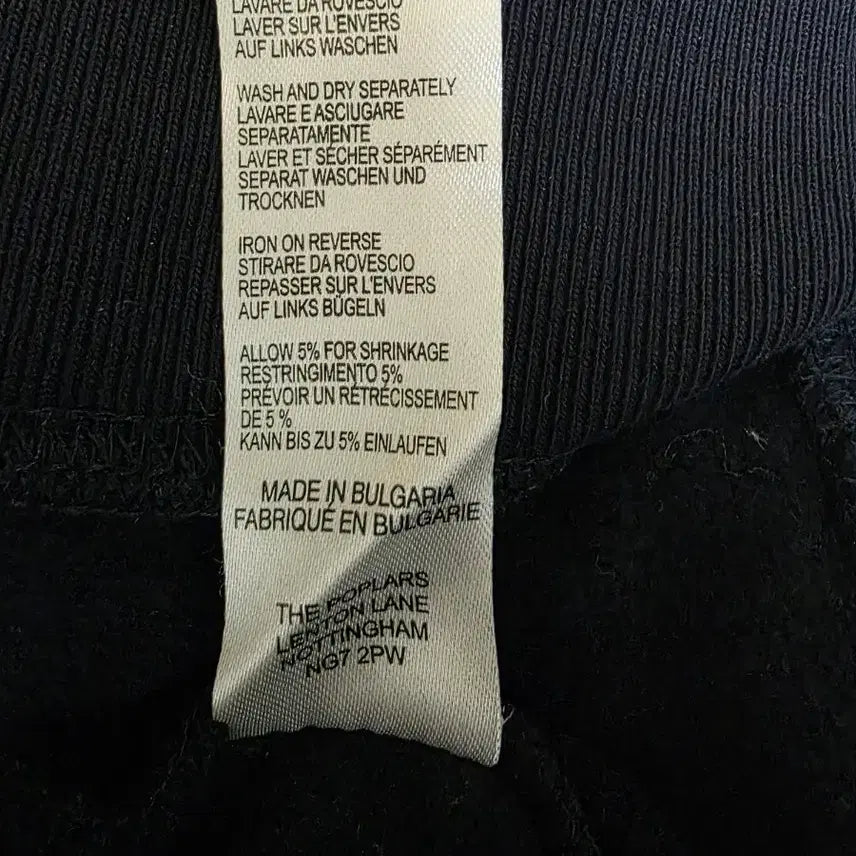 LAVARE DA ROVESCIO
LAVER SUR L'ENVERS
AUF LINKS WASCHEN
WASH AND DRY SEPARATELY
LAVARE E ASCIUGARE
SEPARATAMENTE
LAVER ET SÉCHER SÉPARÉMENT
SEPARAT WASCHEN UND
TROCKNEN
IRON ON REVERSE
STIRARE DA ROVESCIO
REPASSER SUR L'ENVERS
AUF LINKS BÜGELN
ALLOW 5% FOR SHRINKAGE
RESTRINGIMENTO 5%
PRÉVOIR UN RÉTRÉCISSEMENT
DE 5 %
KANN BIS ZU 5% EINLAUFEN
MADE IN BULGARIA
FABRIQUÉ EN BULGARIE
THE POPLARS
LENTON LANE
NOTTINGHAM
NG7 2PW